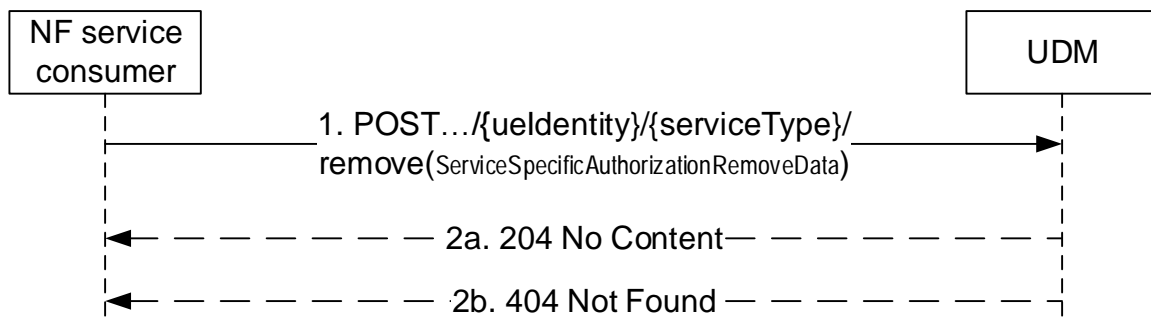 NF service
consumer
UDM
1. POST…/{ueIdentity}/{serviceType}/
remove(ServiceSpecificAuthorizationRemoveData)
2a. 204 No Content
2b. 404 Not Found